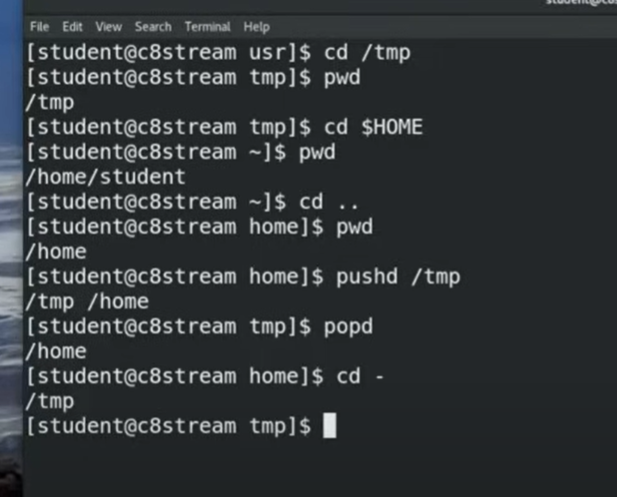 File Edit View Search Terminal Help
[student@c8stream usr]$ cd /tmp
[student@c8stream tmp]$ pwd
/tmp
[student@c8stream tmp]$ cd $HOME
[student@c8stream ~]$ pwd
/home/student
[student@c8stream ~]$ cd ..
[student@c8stream home]$ pwd
/home
[student@c8stream home]$ pushd /tmp
/tmp /home
[student@c8stream tmp]$ popd
/home
[student@c8stream home]$ cd -
/tmp
[student@c8stream tmp]$